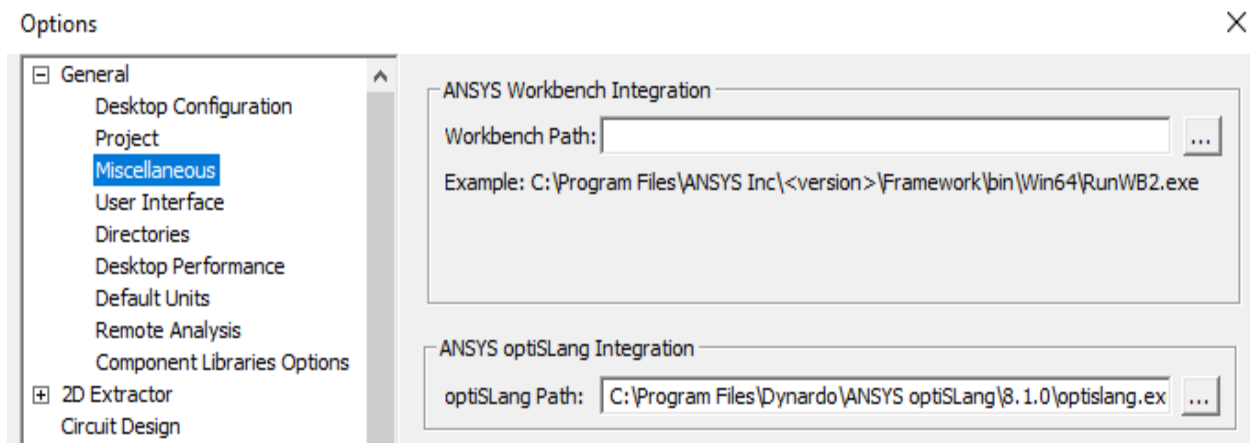 Options
General
Desktop Configuration
Project
Miscellaneous
User Interface
Directories
Desktop Performance
Default Units
Remote Analysis
Component Libraries Options
2D Extractor
Circuit Design
ANSYS Workbench Integration
Workbench Path:
...
Example: C:\Program Files\ANSYS Inc\<version>\Framework\bin\Win64\RunWB2.exe
ANSYS optiSLang Integration
optiSLang Path: C:\Program Files\Dynardo\ANSYS optiSLang\8.1.0\optislang.ex ...